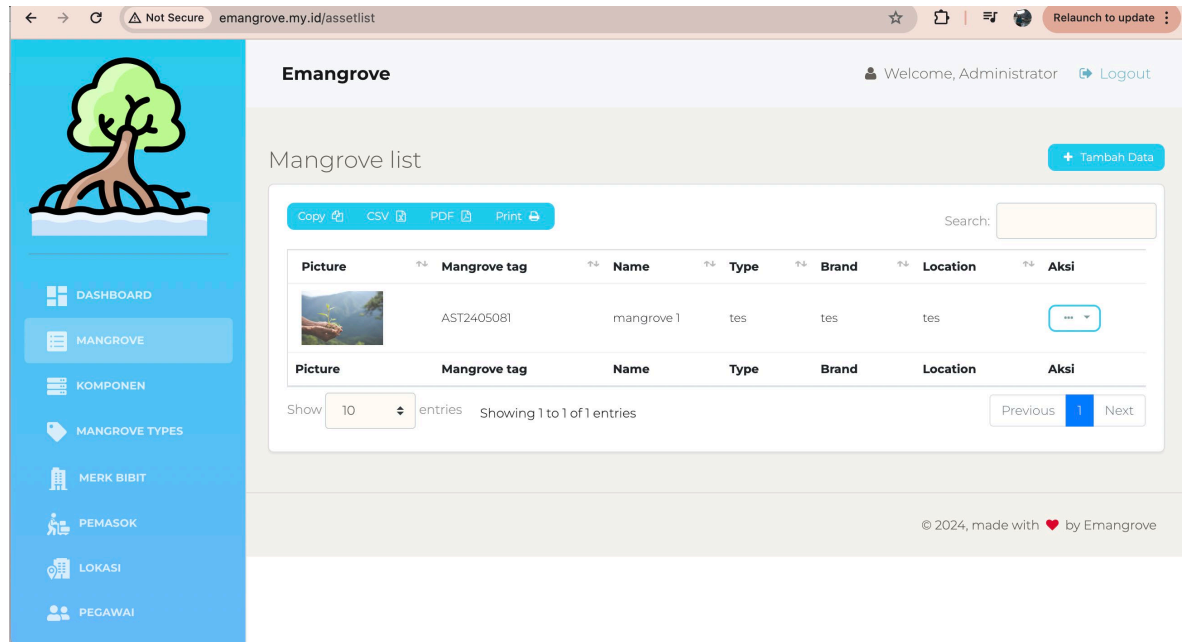 Not Secure emangrove.my.id/assetlist
Relaunch to update
Emangrove
Welcome, Administrator Logout
DASHBOARD
MANGROVE
KOMPONEN
MANGROVE TYPES
MERK BIBIT
PEMASOK
LOKASI
PEGAWAI
Mangrove list
+ Tambah Data
Copy CSV PDF Print
Search:
Picture Mangrove tag Name Type Brand Location Aksi
AST2405081 mangrove 1 tes tes tes ...
Picture Mangrove tag Name Type Brand Location Aksi
Show 10 entries Showing 1 to 1 of 1 entries
Previous 1 Next
© 2024, made with ♥ by Emangrove